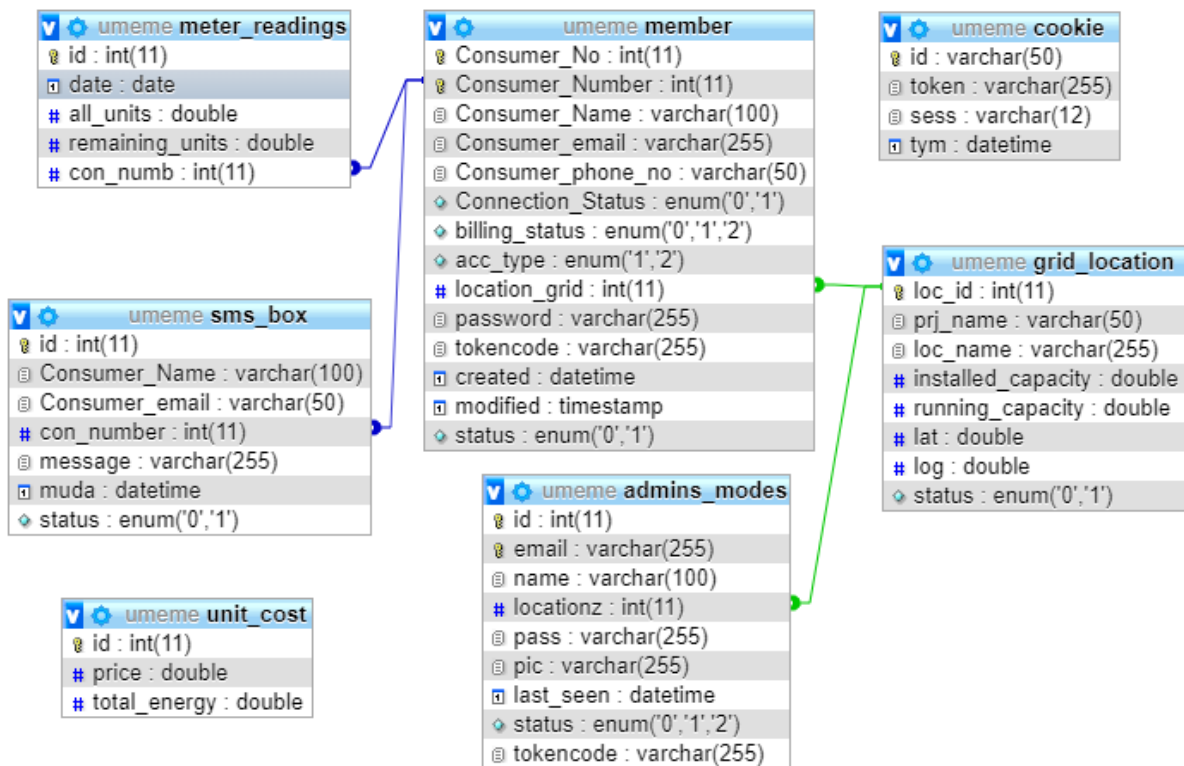 umeme meter_readings
id : int(11)
date : date
all_units : double
remaining_units : double
con_numb : int(11)
umeme member
Consumer_No : int(11)
Consumer_Number : int(11)
Consumer_Name : varchar(100)
Consumer_email : varchar(255)
Consumer_phone_no : varchar(50)
Connection_Status : enum('0','1')
billing_status : enum('0','1','2')
acc_type : enum('1','2')
location_grid : int(11)
password : varchar(255)
tokencode : varchar(255)
created : datetime
modified : timestamp
status : enum('0','1')
umeme cookie
id : varchar(50)
token : varchar(255)
sess : varchar(12)
tym : datetime
umeme grid_location
loc_id : int(11)
prj_name : varchar(50)
loc_name : varchar(255)
installed_capacity : double
running_capacity : double
lat : double
log : double
status : enum('0','1')
umeme sms_box
id : int(11)
Consumer_Name : varchar(100)
Consumer_email : varchar(50)
con_number : int(11)
message : varchar(255)
muda : datetime
status : enum('0','1')
umeme admins_modes
id : int(11)
email : varchar(255)
name : varchar(100)
locationz : int(11)
pass : varchar(255)
pic : varchar(255)
last_seen : datetime
status : enum('0','1','2')
tokencode : varchar(255)
umeme unit_cost
id : int(11)
price : double
total_energy : double